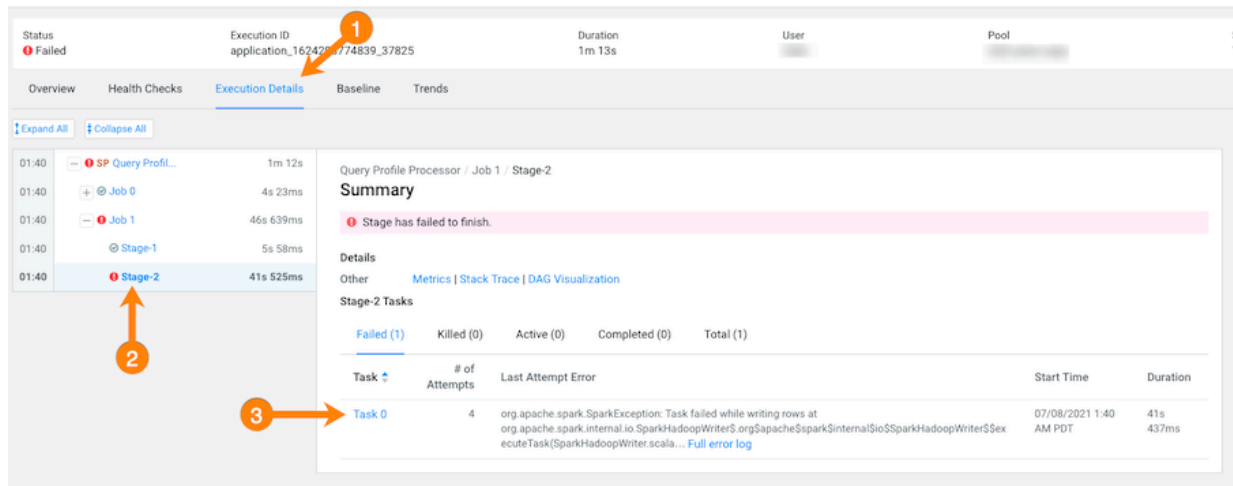 Status
Failed
Execution ID
application_1624285774839_37825
Duration
1m 13s
User
Pool
1
Overview
Health Checks
Execution Details
Baseline
Trends
Expand All
Collapse All
01:40 SP Query Profil... 1m 12s
01:40 Job 0 4s 23ms
01:40 Job 1 46s 639ms
01:40 Stage-1 5s 58ms
01:40 Stage-2 41s 525ms
2
Query Profile Processor / Job 1 / Stage-2
Summary
Stage has failed to finish.
Details
Other Metrics | Stack Trace | DAG Visualization
Stage-2 Tasks
Failed (1) Killed (0) Active (0) Completed (0) Total (1)
Task
# of
Attempts
Last Attempt Error
Start Time
Duration
3
Task 0
4
org.apache.spark.SparkException: Task failed while writing rows at
org.apache.spark.internal.io.SparkHadoopWriter$.org$apache$spark$internal$io$SparkHadoopWriter$$ex
ecuteTask(SparkHadoopWriter.scala... Full error log
07/08/2021 1:40
AM PDT
41s
437ms